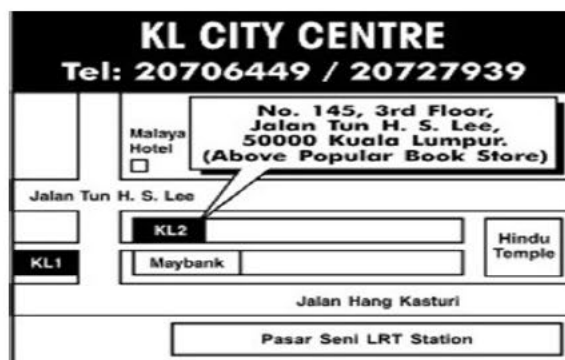 KL CITY CENTRE
Tel: 20706449 / 20727939
No. 145, 3rd Floor,
Jalan Tun H. S. Lee,
50000 Kuala Lumpur.
(Above Popular Book Store)
Malaya
Hotel
Jalan Tun H. S. Lee
KL2
Hindu
Temple
KL1
Maybank
Jalan Hang Kasturi
Pasar Seni LRT Station